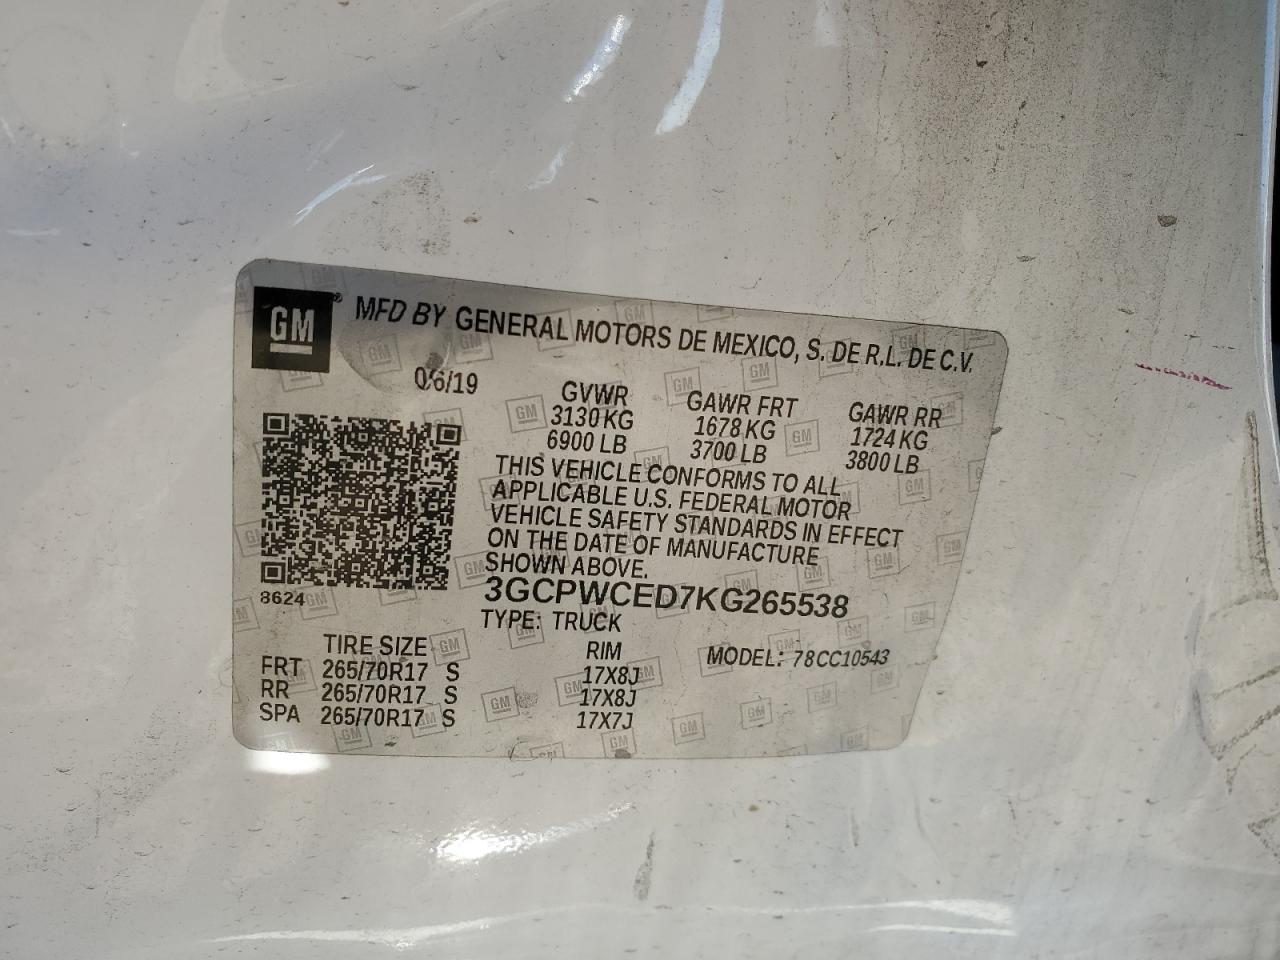 GM
MFD BY GENERAL MOTORS DE MEXICO, S. DE R.L. DE C.V.
06/19
GVWR GAWR FRT GAWR RR
3130 KG 1678 KG 1724 KG
6900 LB 3700 LB 3800 LB
THIS VEHICLE CONFORMS TO ALL
APPLICABLE U.S. FEDERAL MOTOR
VEHICLE SAFETY STANDARDS IN EFFECT
ON THE DATE OF MANUFACTURE
SHOWN ABOVE.
8624
3GCPWCED7KG265538
TYPE: TRUCK
TIRE SIZE RIM MODEL: 78CC10543
FRT 265/70R17 S 17X8J
RR 265/70R17 S 17X8J
SPA 265/70R17 S 17X7J